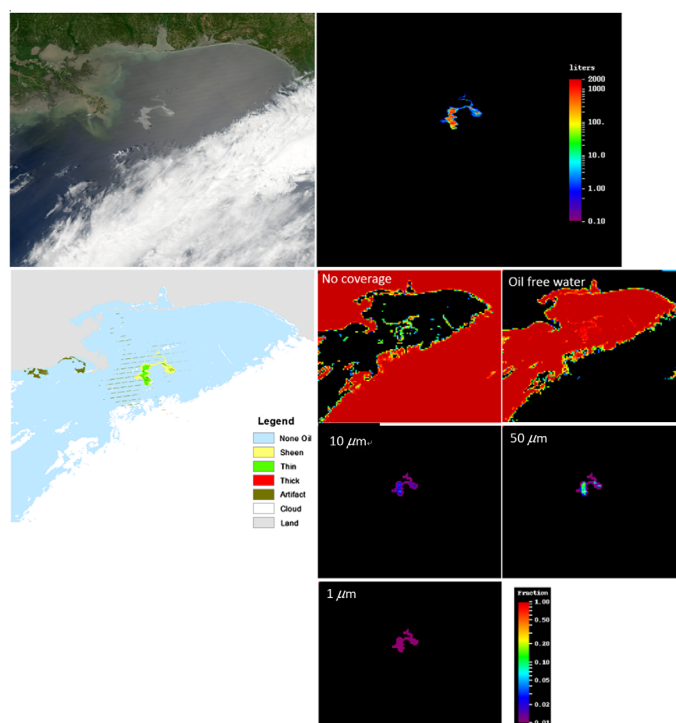 liters
2000
1000
100.
10.0
1.00
0.10
No coverage
Oil free water
Legend
None Oil
Sheen
Thin
Thick
Artifact
Cloud
Land
10 μm↵
50 μm
1 μm
Fraction
1.00
0.50
0.20
0.10
0.05
0.02
0.01